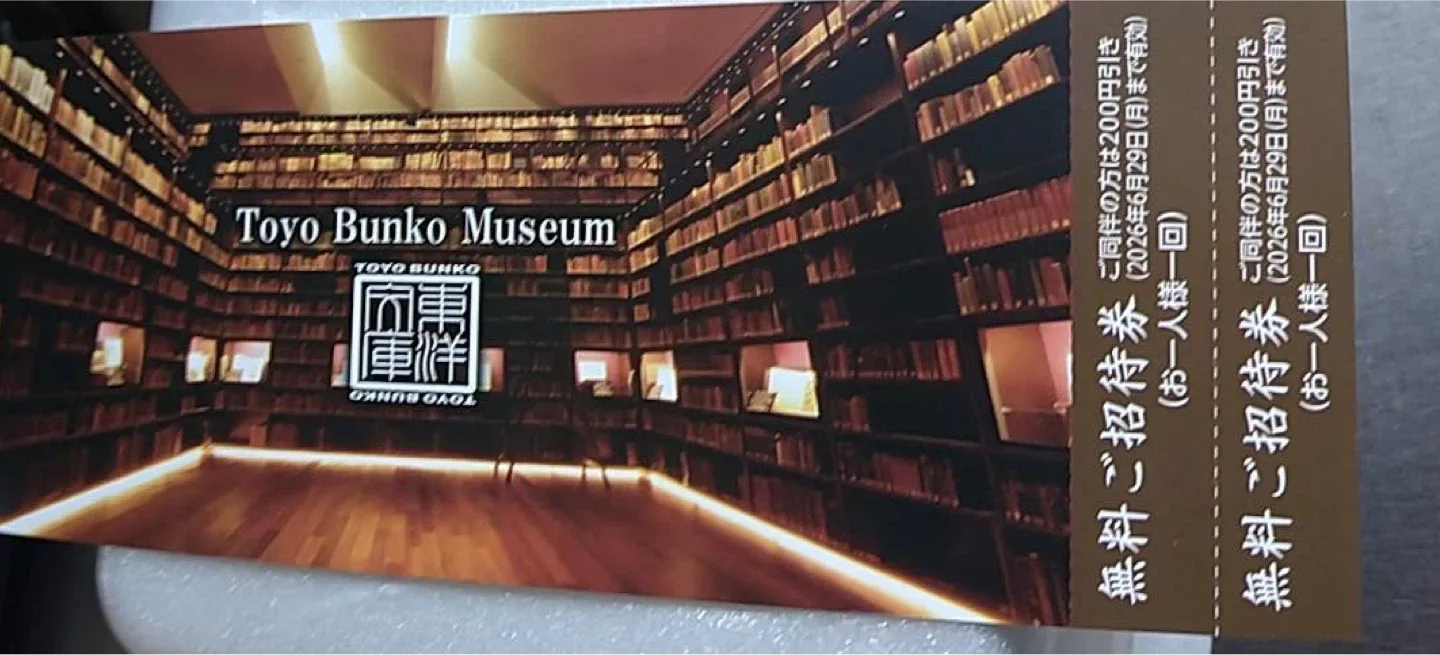 Toyo Bunko Museum
TOYO BUNKO
東洋
文庫
TOYO BUNKO
無料ご招待券 ご同伴の方は200円引き
(2026年6月29日(月)まで有効)
(お一人様一回)
無料ご招待券 ご同伴の方は200円引き
(2026年6月29日(月)まで有効)
(お一人様一回)